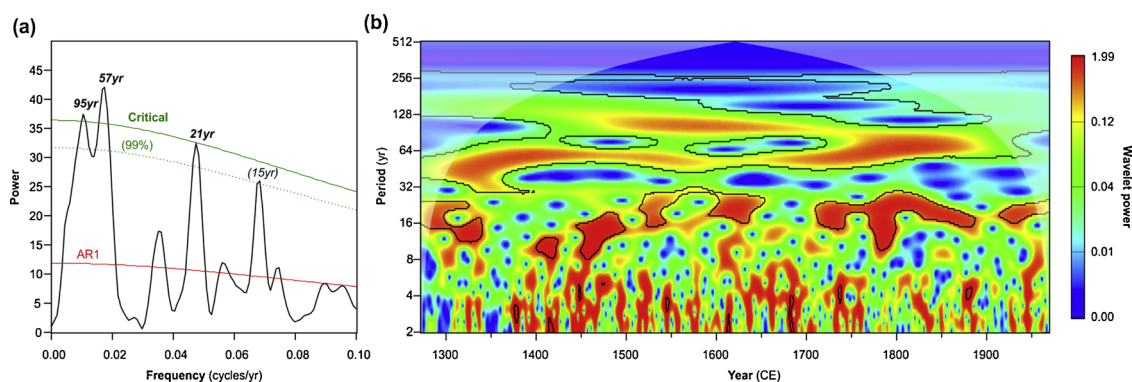 (a)
Power
45
40
35
30
25
20
15
10
5
0
95yr
57yr
Critical
(99%)
21yr
(15yr)
AR1
0.00 0.02 0.04 0.06 0.08 0.10
Frequency (cycles/yr)
(b)
Period (yr)
512
256
128
64
32
16
8
4
2
1300 1400 1500 1600 1700 1800 1900
Year (CE)
1.99
0.12
0.04
0.01
0.00
Wavelet power